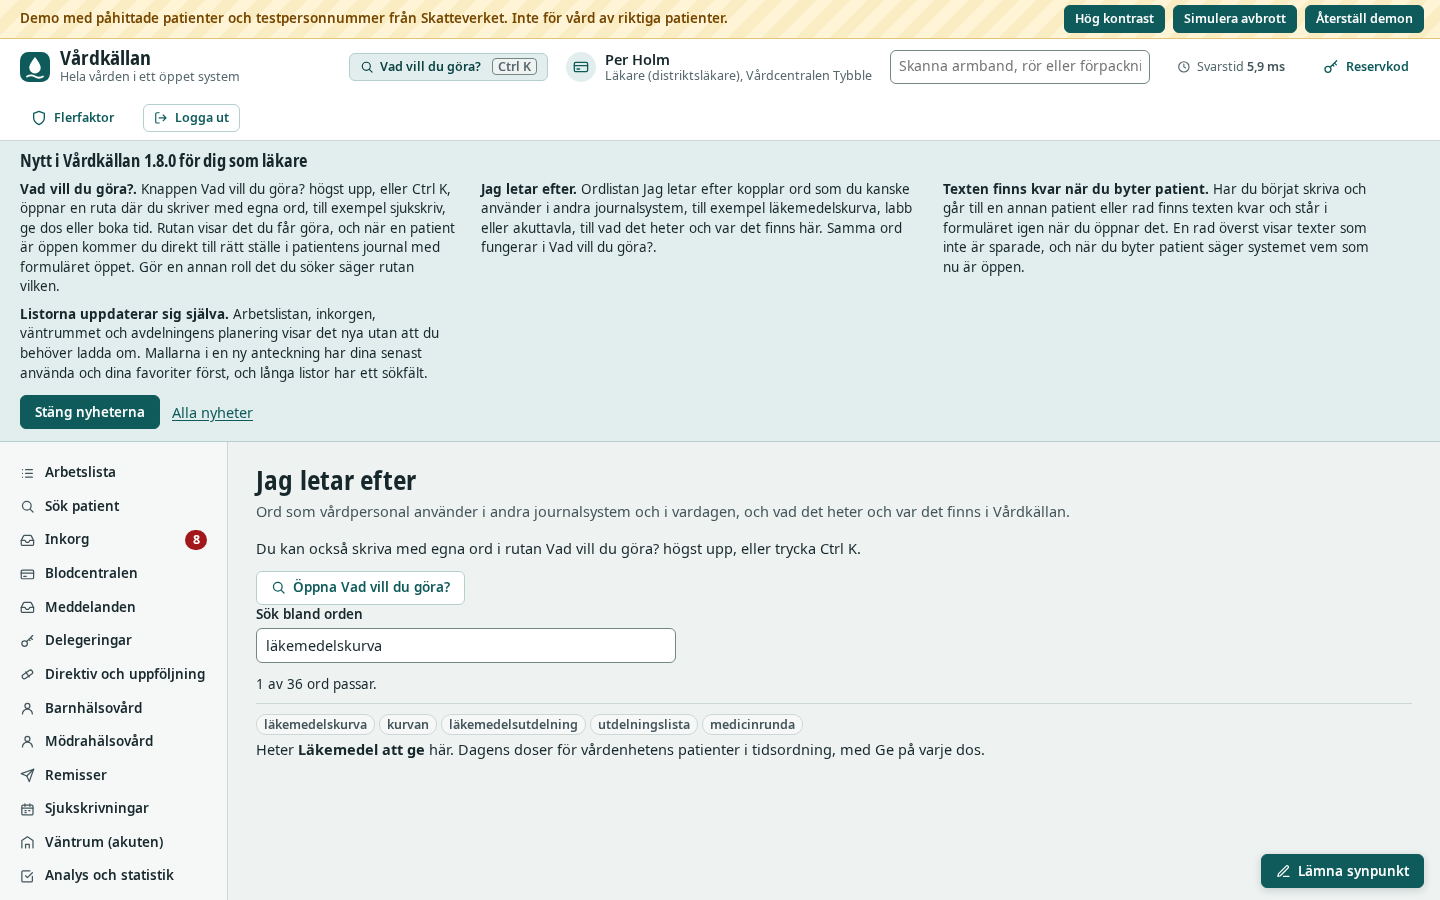 Demo med påhittade patienter och testpersonnummer från Skatteverket. Inte för vård av riktiga patienter.
Hög kontrast
Simulera avbrott
Återställ demon
Vårdkällan
Hela vården i ett öppet system
Vad vill du göra? Ctrl K
Per Holm
Läkare (distriktsläkare), Vårdcentralen Tybble
Skanna armband, rör eller förpackni
Svarstid 5,9 ms
Reservkod
Flerfaktor
Logga ut
Nytt i Vårdkällan 1.8.0 för dig som läkare
Vad vill du göra?. Knappen Vad vill du göra? högst upp, eller Ctrl K,
öppnar en ruta där du skriver med egna ord, till exempel sjukskriv,
ge dos eller boka tid. Rutan visar det du får göra, och när en patient
är öppen kommer du direkt till rätt ställe i patientens journal med
formuläret öppet. Gör en annan roll det du söker säger rutan
vilken.
Jag letar efter. Ordlistan Jag letar efter kopplar ord som du kanske
använder i andra journalsystem, till exempel läkemedelskurva, labb
eller akuttavla, till vad det heter och var det finns här. Samma ord
fungerar i Vad vill du göra?.
Texten finns kvar när du byter patient. Har du börjat skriva och
går till en annan patient eller rad finns texten kvar och står i
formuläret igen när du öppnar det. En rad överst visar texter som
inte är sparade, och när du byter patient säger systemet vem som
nu är öppen.
Listorna uppdaterar sig själva. Arbetslistan, inkorgen,
väntrummet och avdelningens planering visar det nya utan att du
behöver ladda om. Mallarna i en ny anteckning har dina senast
använda och dina favoriter först, och långa listor har ett sökfält.
Stäng nyheterna
Alla nyheter
Arbetslista
Sök patient
Inkorg 8
Blodcentralen
Meddelanden
Delegeringar
Direktiv och uppföljning
Barnhälsovård
Mödrahälsovård
Remisser
Sjukskrivningar
Väntrum (akuten)
Analys och statistik
Jag letar efter
Ord som vårdpersonal använder i andra journalsystem och i vardagen, och vad det heter och var det finns i Vårdkällan.
Du kan också skriva med egna ord i rutan Vad vill du göra? högst upp, eller trycka Ctrl K.
Öppna Vad vill du göra?
Sök bland orden
läkemedelskurva
1 av 36 ord passar.
läkemedelskurva kurvan läkemedelsutdelning utdelningslista medicinrunda
Heter Läkemedel att ge här. Dagens doser för vårdenhetens patienter i tidsordning, med Ge på varje dos.
Lämna synpunkt